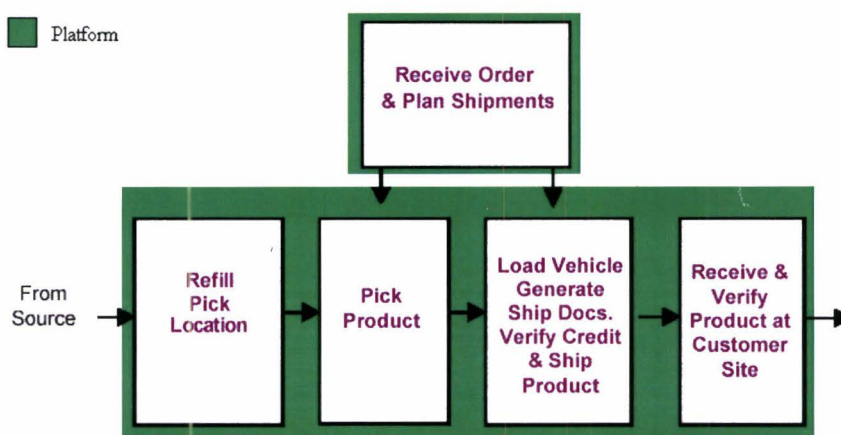 Platform
Receive Order
& Plan Shipments
From
Source
Refill
Pick
Location
Pick
Product
Load Vehicle
Generate
Ship Docs.
Verify Credit
& Ship
Product
Receive &
Verify
Product at
Customer
Site